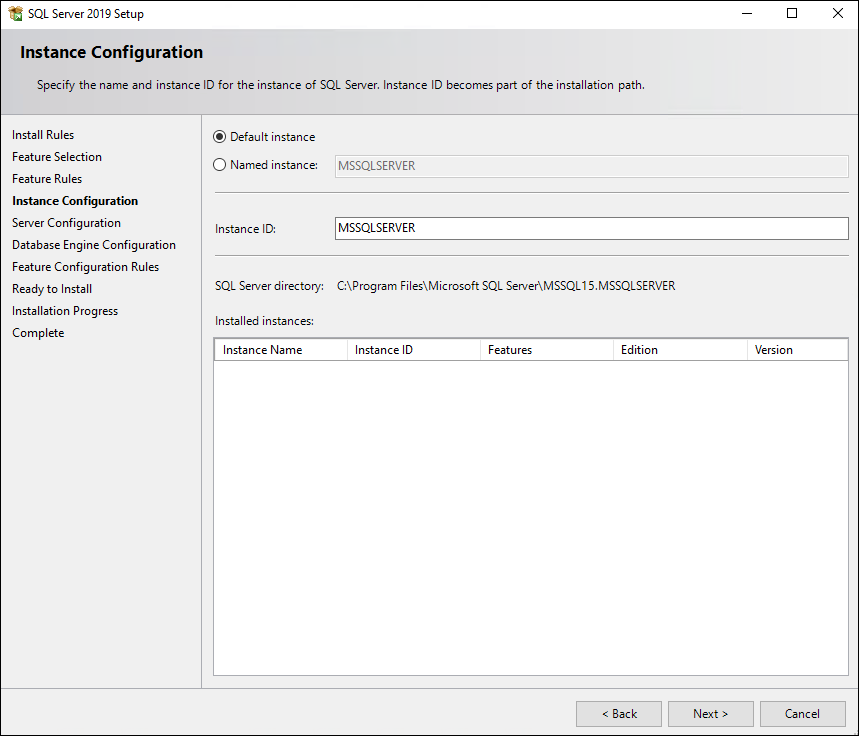 SQL Server 2019 Setup
Instance Configuration
Specify the name and instance ID for the instance of SQL Server. Instance ID becomes part of the installation path.
Install Rules
Feature Selection
Feature Rules
Instance Configuration
Server Configuration
Database Engine Configuration
Feature Configuration Rules
Ready to Install
Installation Progress
Complete
Default instance
Named instance: MSSQLSERVER
Instance ID: MSSQLSERVER
SQL Server directory: C:\Program Files\Microsoft SQL Server\MSSQL15.MSSQLSERVER
Installed instances:
Instance Name Instance ID Features Edition Version
< Back Next > Cancel